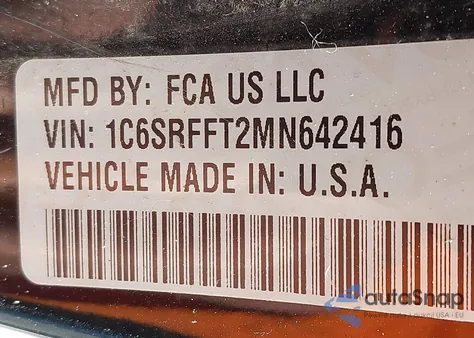 MFD BY: FCA US LLC
VIN: 1C6SRFFT2MN642416
VEHICLE MADE IN: U.S.A.
autoSnap